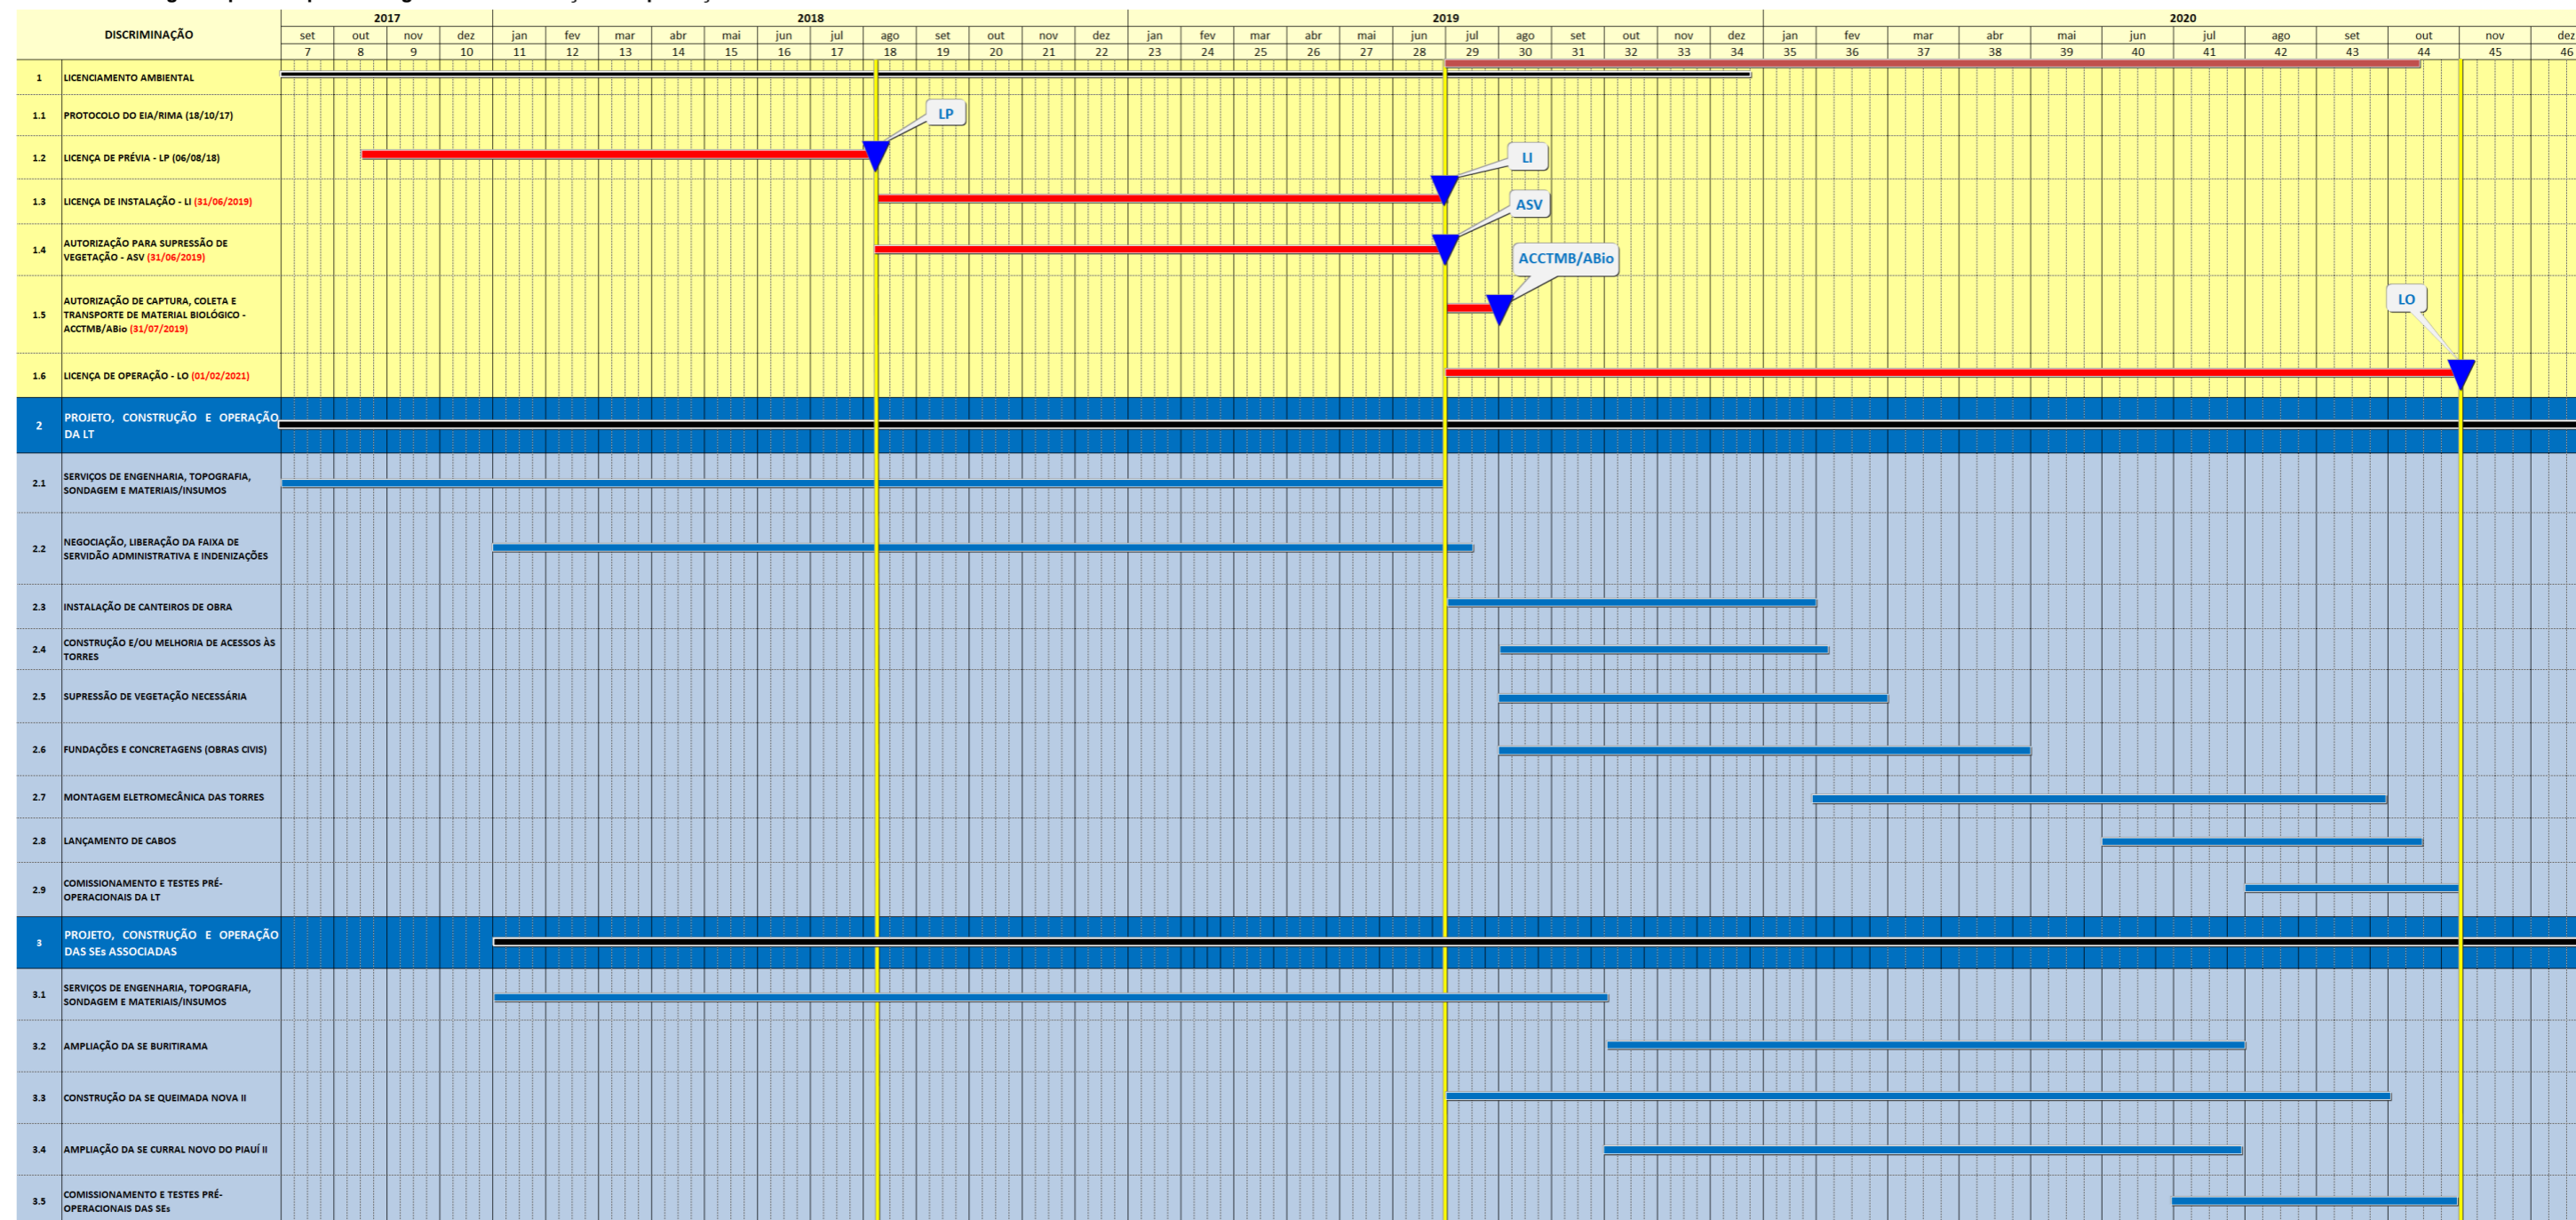 2017 2018 2019 2020
DISCRIMINAÇÃO
set out nov dez jan fev mar abr mai jun jul ago set out nov dez jan fev mar abr mai jun jul ago set out nov dez jan fev mar abr mai jun jul ago set out nov dez
7 8 9 10 11 12 13 14 15 16 17 18 19 20 21 22 23 24 25 26 27 28 29 30 31 32 33 34 35 36 37 38 39 40 41 42 43 44 45 46
1 LICENCIAMENTO AMBIENTAL
1.1 PROTOCOLO DO EIA/RIMA (18/10/17)
LP
1.2 LICENÇA DE PRÉVIA - LP (06/08/18)
LI
1.3 LICENÇA DE INSTALAÇÃO - LI (31/06/2019)
ASV
1.4 AUTORIZAÇÃO PARA SUPRESSÃO DE
VEGETAÇÃO - ASV (31/06/2019)
ACCTMB/ABio
1.5 AUTORIZAÇÃO DE CAPTURA, COLETA E
TRANSPORTE DE MATERIAL BIOLÓGICO -
ACCTMB/ABio (31/07/2019)
LO
1.6 LICENÇA DE OPERAÇÃO - LO (01/02/2021)
2 PROJETO, CONSTRUÇÃO E OPERAÇÃO
DA LT
2.1 SERVIÇOS DE ENGENHARIA, TOPOGRAFIA,
SONDAGEM E MATERIAIS/INSUMOS
2.2 NEGOCIAÇÃO, LIBERAÇÃO DA FAIXA DE
SERVIDÃO ADMINISTRATIVA E INDENIZAÇÕES
2.3 INSTALAÇÃO DE CANTEIROS DE OBRA
2.4 CONSTRUÇÃO E/OU MELHORIA DE ACESSOS ÀS
TORRES
2.5 SUPRESSÃO DE VEGETAÇÃO NECESSÁRIA
2.6 FUNDAÇÕES E CONCRETAGENS (OBRAS CIVIS)
2.7 MONTAGEM ELETROMECÂNICA DAS TORRES
2.8 LANÇAMENTO DE CABOS
2.9 COMISSIONAMENTO E TESTES PRÉ-
OPERACIONAIS DA LT
3 PROJETO, CONSTRUÇÃO E OPERAÇÃO
DAS SEs ASSOCIADAS
3.1 SERVIÇOS DE ENGENHARIA, TOPOGRAFIA,
SONDAGEM E MATERIAIS/INSUMOS
3.2 AMPLIAÇÃO DA SE BURITIRAMA
3.3 CONSTRUÇÃO DA SE QUEIMADA NOVA II
3.4 AMPLIAÇÃO DA SE CURRAL NOVO DO PIAUÍ II
3.5 COMISSIONAMENTO E TESTES PRÉ-
OPERACIONAIS DAS SEs